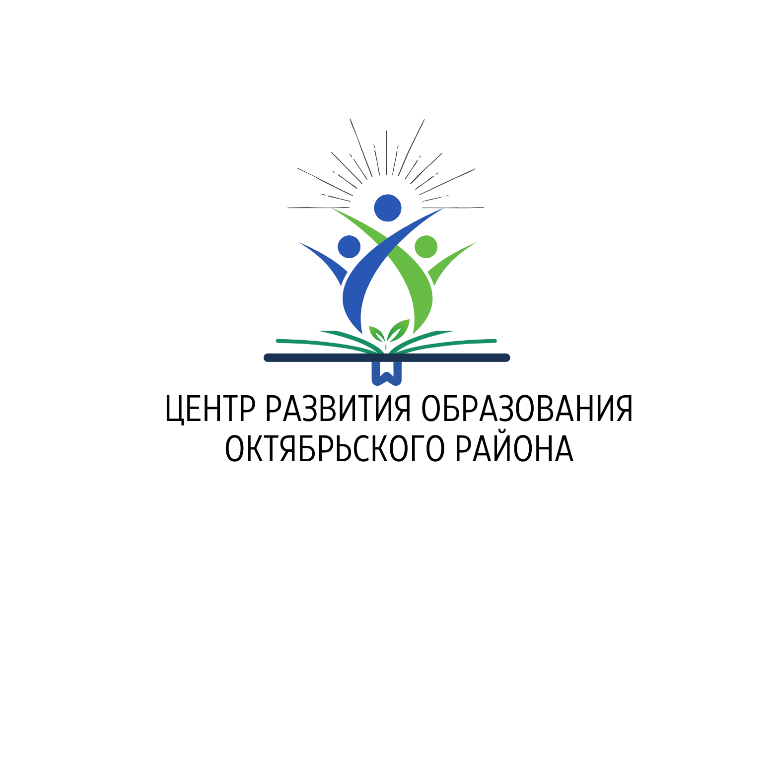 ЦЕНТР РАЗВИТИЯ ОБРАЗОВАНИЯ
ОКТЯБРЬСКОГО РАЙОНА